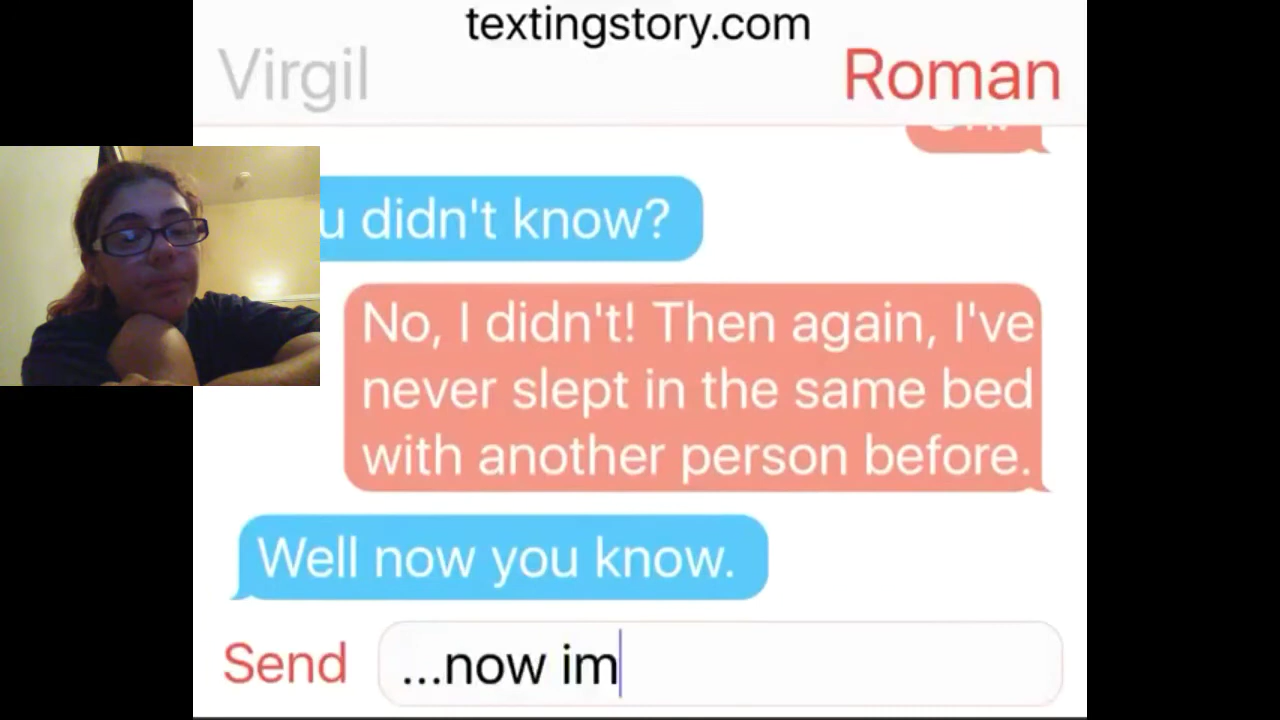 textingstory.com
Virgil
Roman
u didn't know?
No, I didn't! Then again, I've
never slept in the same bed
with another person before.
Well now you know.
Send
...now im